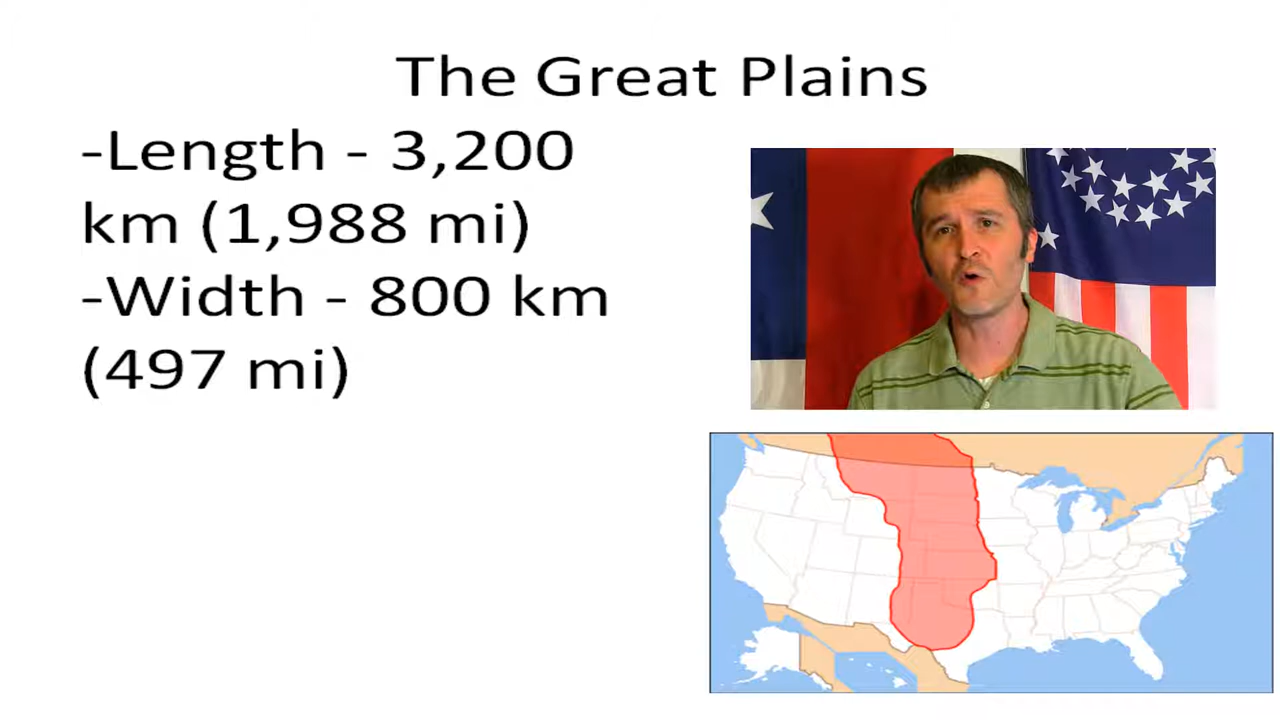 The Great Plains
-Length - 3,200
km (1,988 mi)
-Width - 800 km
(497 mi)